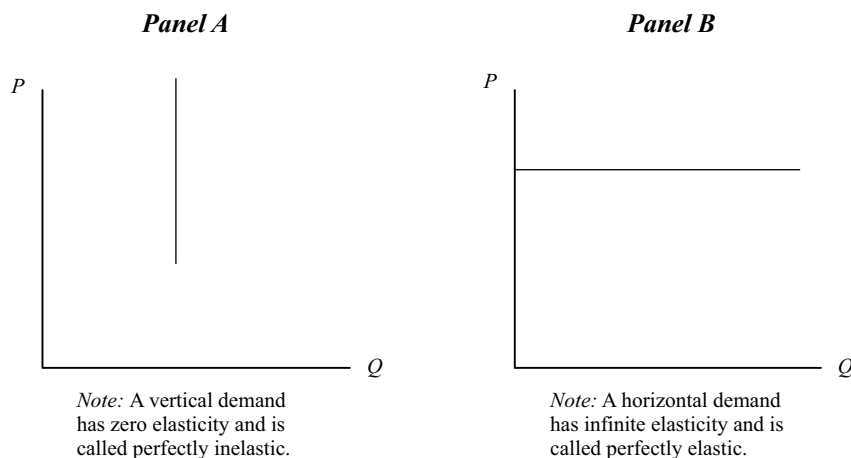 Panel A
P
Q
Note: A vertical demand
has zero elasticity and is
called perfectly inelastic.
Panel B
P
Q
Note: A horizontal demand
has infinite elasticity and is
called perfectly elastic.